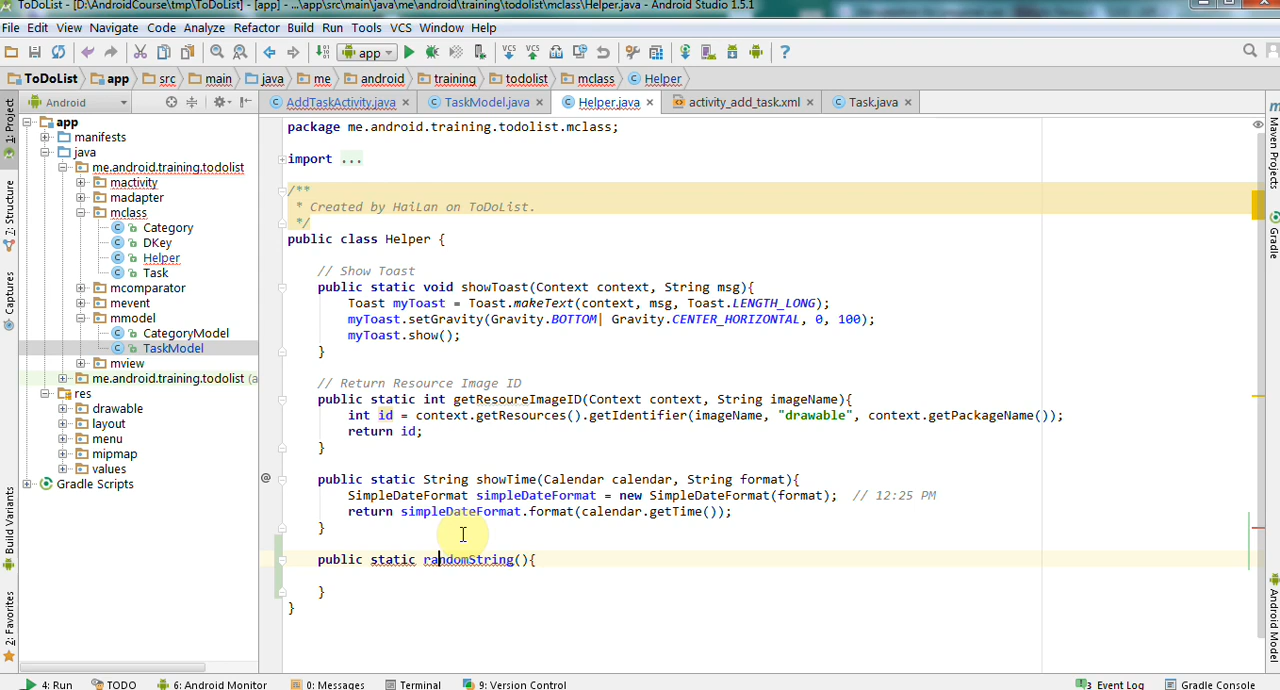 ToDoList - [D:\AndroidCourse\tmp\ToDoList] - [app] - ...\app\src\main\java\me\android\training\todolist\mclass\Helper.java - Android Studio 1.5.1
File Edit View Navigate Code Analyze Refactor Build Run Tools VCS Window Help
app
ToDoList app src main java me android training todolist mclass Helper
Android
AddTaskActivity.java TaskModel.java Helper.java activity_add_task.xml Task.java
1: Project
7: Structure
Captures
Build Variants
2: Favorites
app
manifests
java
me.android.training.todolist
mactivity
madapter
mclass
Category
DKey
Helper
Task
mcomparator
mevent
mmodel
CategoryModel
TaskModel
mview
me.android.training.todolist (a
res
drawable
layout
menu
mipmap
values
Gradle Scripts
package me.android.training.todolist.mclass;
import ...
/**
* Created by HaiLan on ToDoList.
*/
public class Helper {
// Show Toast
public static void showToast(Context context, String msg){
Toast myToast = Toast.makeText(context, msg, Toast.LENGTH_LONG);
myToast.setGravity(Gravity.BOTTOM| Gravity.CENTER_HORIZONTAL, 0, 100);
myToast.show();
}
// Return Resource Image ID
public static int getResoureImageID(Context context, String imageName){
int id = context.getResources().getIdentifier(imageName, "drawable", context.getPackageName());
return id;
}
public static String showTime(Calendar calendar, String format){
SimpleDateFormat simpleDateFormat = new SimpleDateFormat(format);  // 12:25 PM
return simpleDateFormat.format(calendar.getTime());
}
public static randomString(){
}
}
Maven Projects
Gradle
Android Model
4: Run TODO 6: Android Monitor 0: Messages Terminal 9: Version Control 3 Event Log Gradle Console